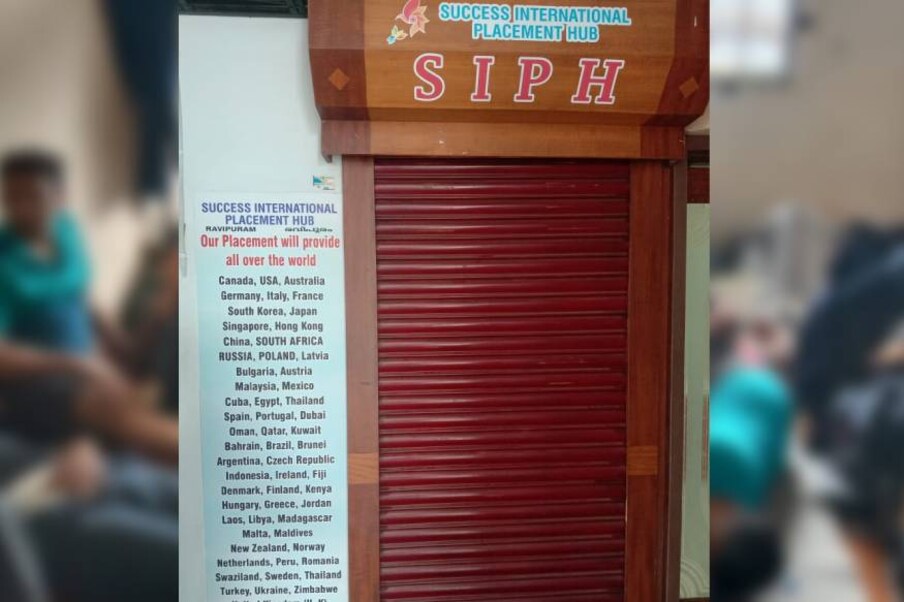 SUCCESS INTERNATIONAL
PLACEMENT HUB
SIPH
SUCCESS INTERNATIONAL
PLACEMENT HUB
RAVIPURAM
Our Placement will provide
all over the world
Canada, USA, Australia
Germany, Italy, France
South Korea, Japan
Singapore, Hong Kong
China, SOUTH AFRICA
RUSSIA, POLAND, Latvia
Bulgaria, Austria
Malaysia, Mexico
Cuba, Egypt, Thailand
Spain, Portugal, Dubai
Oman, Qatar, Kuwait
Bahrain, Brazil, Brunei
Argentina, Czech Republic
Indonesia, Ireland, Fiji
Denmark, Finland, Kenya
Hungary, Greece, Jordan
Laos, Libya, Madagascar
Malta, Maldives
New Zealand, Norway
Netherlands, Peru, Romania
Swaziland, Sweden, Thailand
Turkey, Ukraine, Zimbabwe